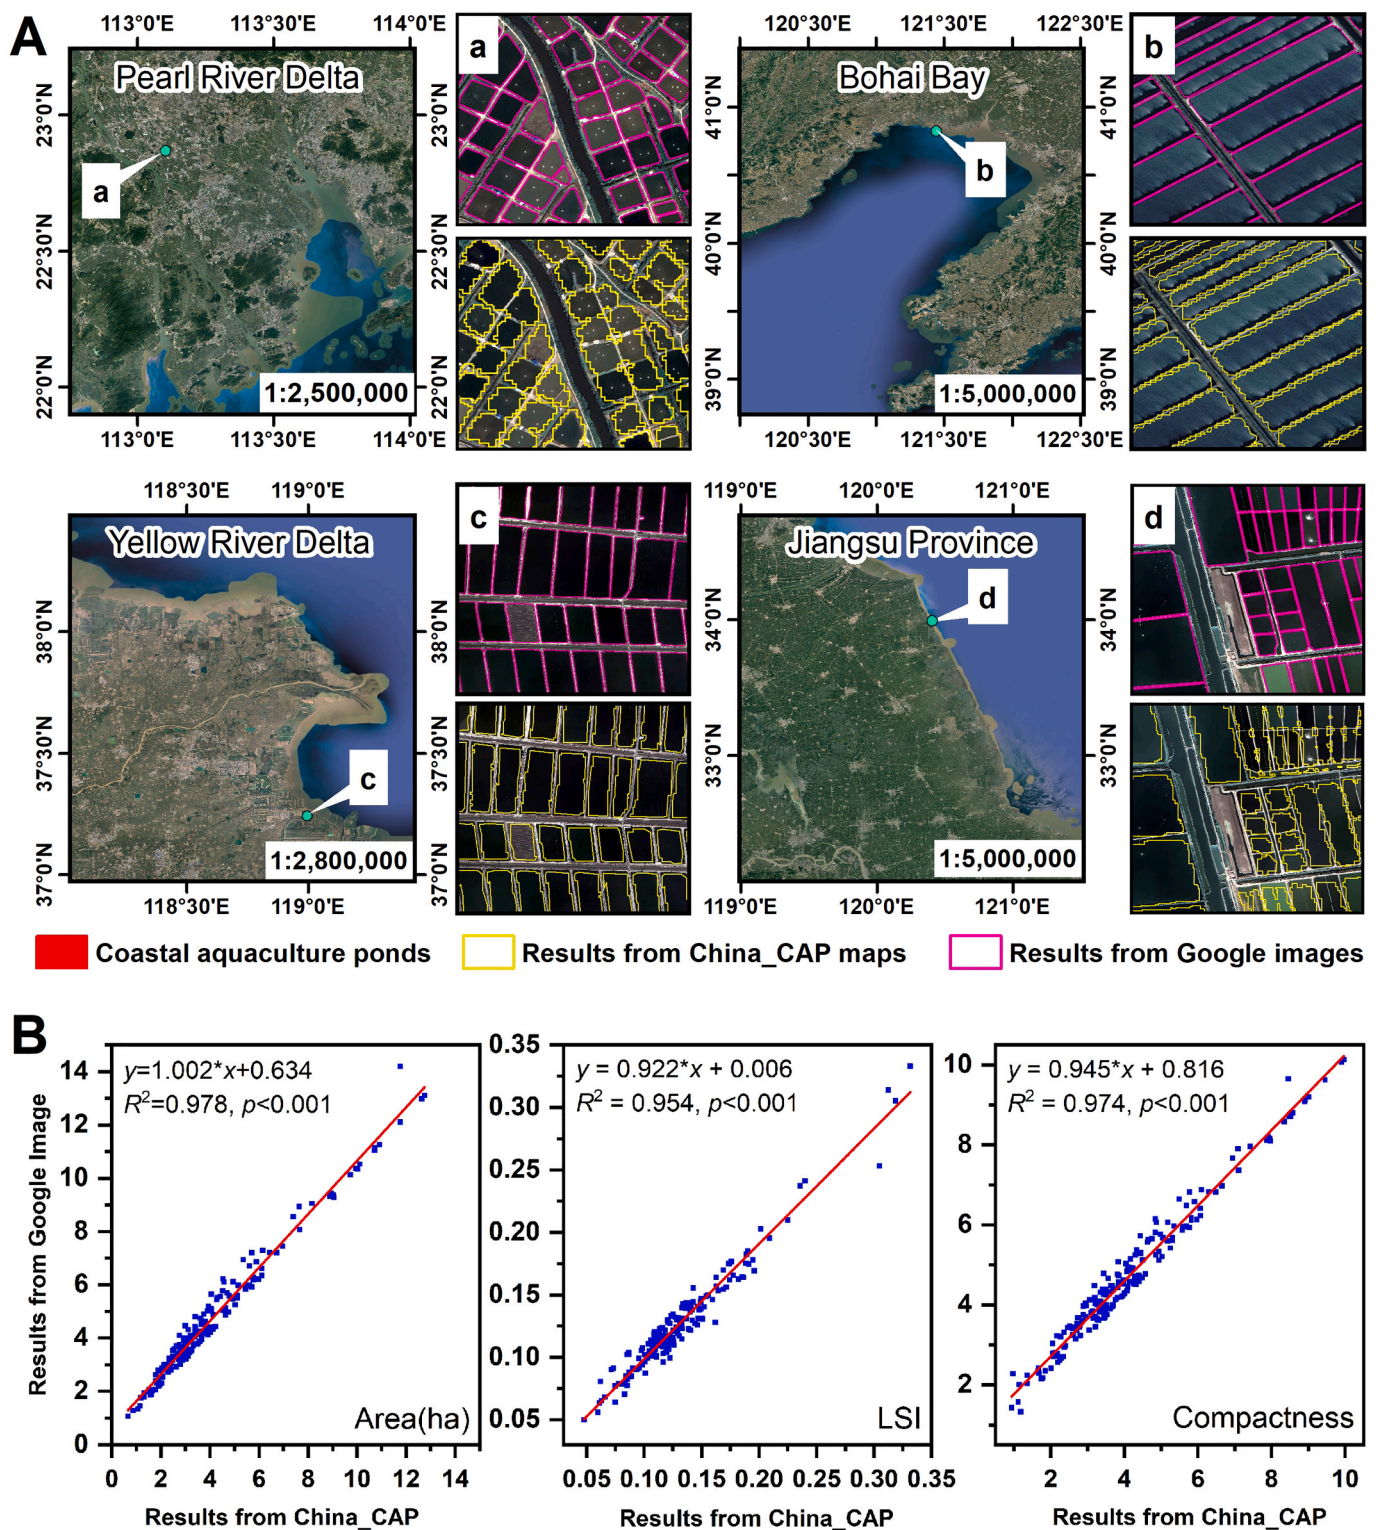 A
113°0'E 113°30'E 114°0'E
23°0'N
22°30'N
22°0'N
Pearl River Delta
a
1:2,500,000
23°0'N
22°30'N
22°0'N
113°0'E 113°30'E 114°0'E
a
120°30'E 121°30'E 122°30'E
41°0'N
40°0'N
39°0'N
Bohai Bay
b
1:5,000,000
41°0'N
40°0'N
39°0'N
120°30'E 121°30'E 122°30'E
b
118°30'E 119°0'E
38°0'N
37°30'N
37°0'N
Yellow River Delta
c
1:2,800,000
38°0'N
37°30'N
37°0'N
118°30'E 119°0'E
c
119°0'E 120°0'E 121°0'E
34°0'N
33°0'N
Jiangsu Province
d
1:5,000,000
34°0'N
33°0'N
119°0'E 120°0'E 121°0'E
d
Coastal aquaculture ponds
Results from China_CAP maps
Results from Google images
B
Results from Google Image
14
12
10
8
6
4
2
0
y=1.002*x+0.634
R²=0.978, p<0.001
Area(ha)
0 2 4 6 8 10 12 14
Results from China_CAP
0.35
0.30
0.25
0.20
0.15
0.10
0.05
y = 0.922*x + 0.006
R² = 0.954, p<0.001
LSI
0.05 0.10 0.15 0.20 0.25 0.30 0.35
Results from China_CAP
10
8
6
4
2
y = 0.945*x + 0.816
R² = 0.974, p<0.001
Compactness
2 4 6 8 10
Results from China_CAP